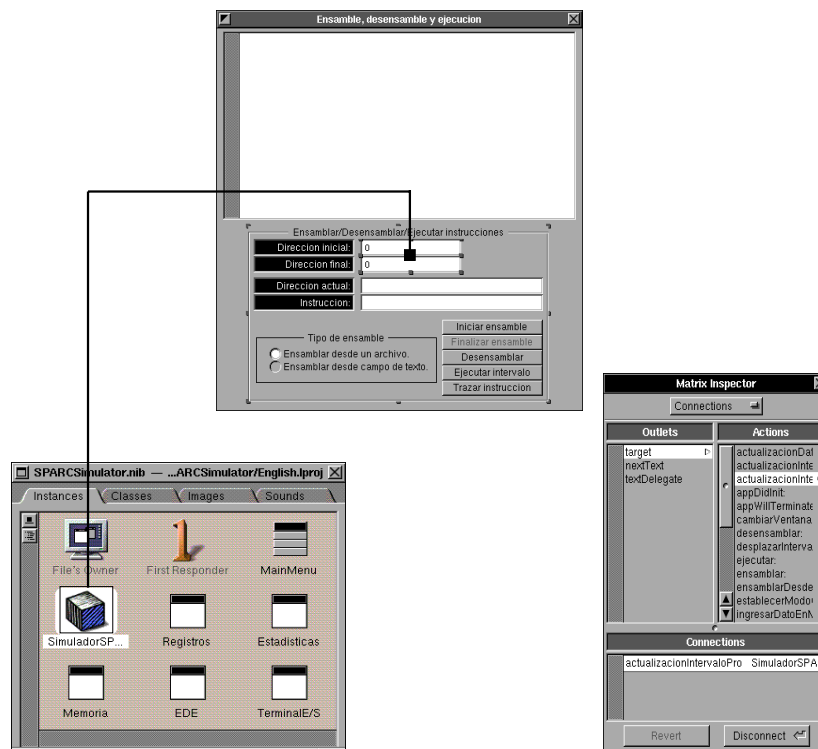 Ensamble, desensamble y ejecucion
Ensamblar/Desensamblar/Ejecutar instrucciones
Direccion inicial: 0
Direccion final: 0
Direccion actual:
Instruccion:
Tipo de ensamble
Ensamblar desde un archivo.
Ensamblar desde campo de texto.
Iniciar ensamble
Finalizar ensamble
Desensamblar
Ejecutar intervalo
Trazar instruccion
SPARCSimulator.nib — ...ARCSimulator/English.lproj
Instances Classes Images Sounds
File's Owner First Responder MainMenu
SimuladorSP... Registros Estadisticas
Memoria EDE TerminalE/S
Matrix Inspector
Connections
Outlets
target
nextText
textDelegate
Actions
actualizacionDat
actualizacionInte
actualizacionInte
appDidInit:
appWillTerminate
cambiarVentana
desensamblar:
desplazarInterva
ejecutar:
ensamblar:
ensamblarDesde
establecerModo
ingresarDatoEn
Connections
actualizacionIntervaloPro SimuladorSPA
Revert Disconnect